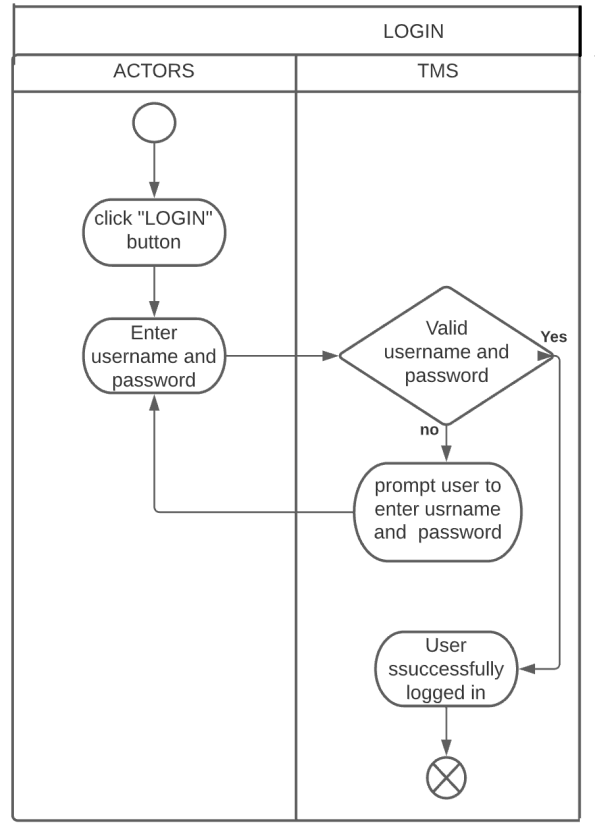 LOGIN
ACTORS
TMS
click "LOGIN"
button
Enter
username and
password
Valid
username and
password
Yes
no
prompt user to
enter usrname
and password
User
ssuccessfully
logged in